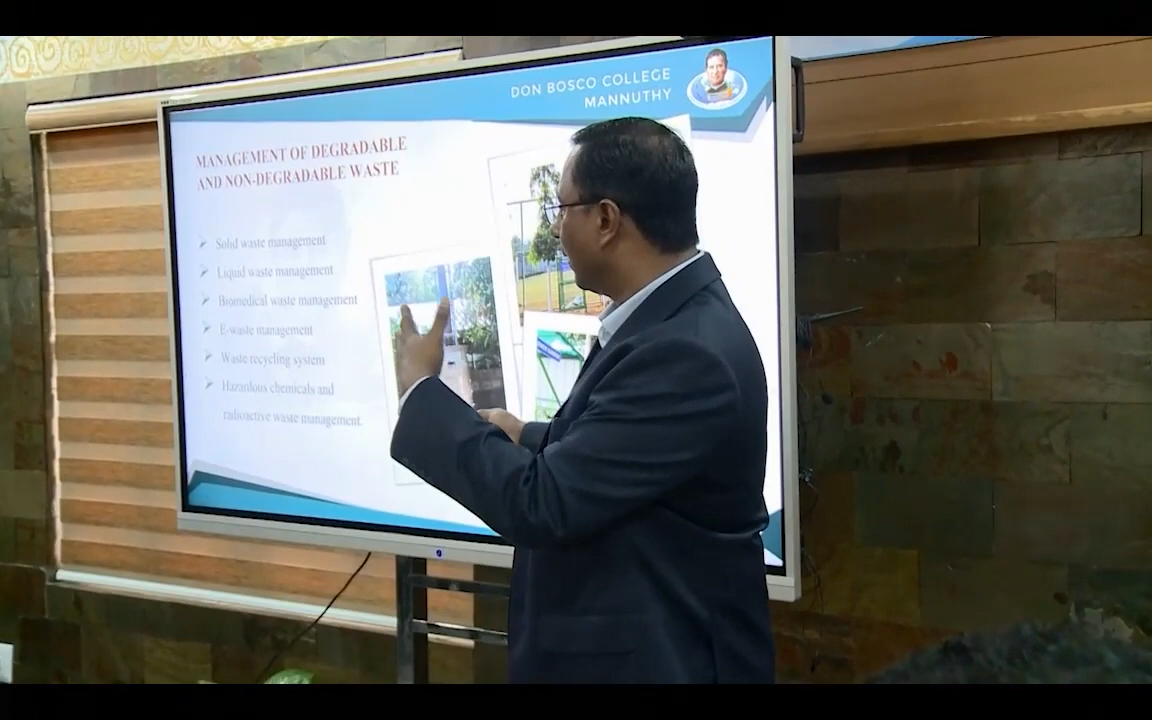 DON BOSCO COLLEGE
MANNUTHY
MANAGEMENT OF DEGRADABLE
AND NON-DEGRADABLE WASTE
Solid waste management
Liquid waste management
Biomedical waste management
E-waste management
Waste recycling system
Hazardous chemicals and
radioactive waste management.